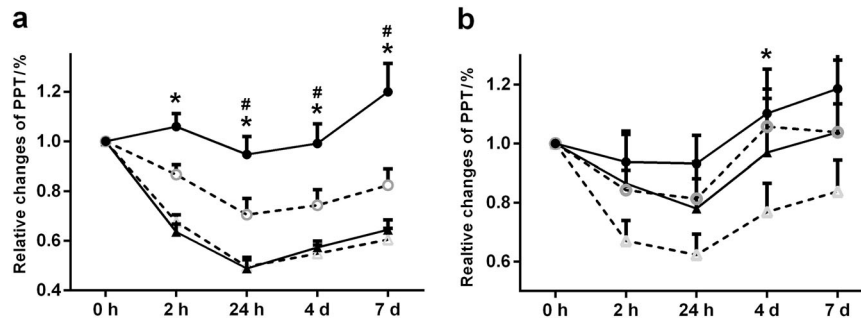 a
Relative changes of PPT/%
1.2
1.0
0.8
0.6
0.4
*
#
*
#
*
#
*
0 h 2 h 24 h 4 d 7 d
b
Realtive changes of PPT/%
1.2
1.0
0.8
0.6
*
0 h 2 h 24 h 4 d 7 d